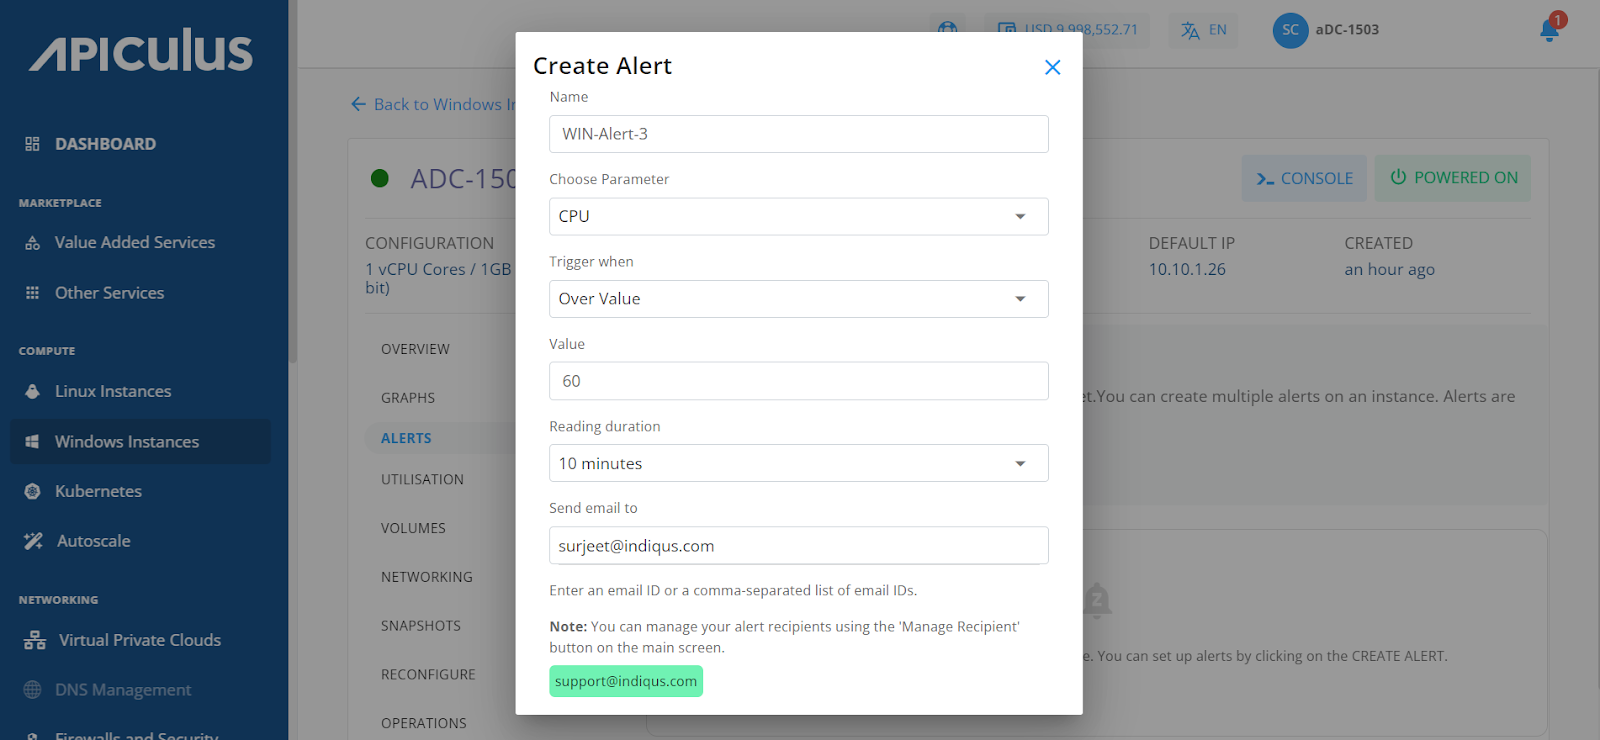 APICULUS
DASHBOARD
MARKETPLACE
Value Added Services
Other Services
COMPUTE
Linux Instances
Windows Instances
Kubernetes
Autoscale
NETWORKING
Virtual Private Clouds
DNS Management
Firewalls and Security
USD 9,998,552.71
EN
SC
aDC-1503
1
Back to Windows
ADC-150
CONSOLE
POWERED ON
CONFIGURATION
1 vCPU Cores / 1GB
bit)
DEFAULT IP
10.10.1.26
CREATED
an hour ago
OVERVIEW
GRAPHS
ALERTS
UTILISATION
VOLUMES
NETWORKING
SNAPSHOTS
RECONFIGURE
OPERATIONS
Create Alert
Name
WIN-Alert-3
Choose Parameter
CPU
Trigger when
Over Value
Value
60
Reading duration
10 minutes
Send email to
surjeet@indiqus.com
Enter an email ID or a comma-separated list of email IDs.
Note: You can manage your alert recipients using the 'Manage Recipient'
button on the main screen.
support@indiqus.com
.You can create multiple alerts on an instance. Alerts are
Z
. You can set up alerts by clicking on the CREATE ALERT.